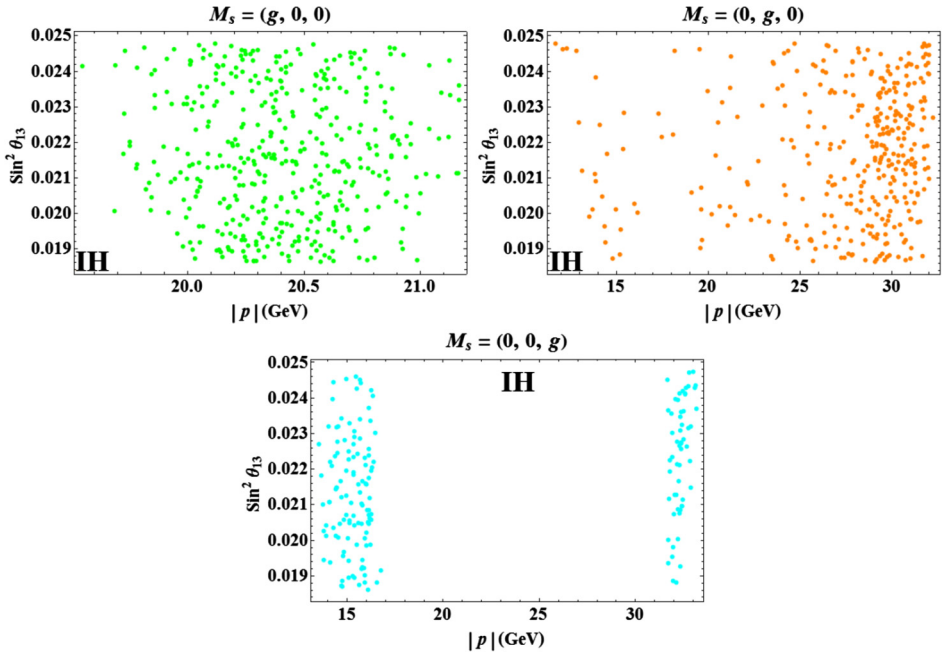 M_s = (g, 0, 0)
0.025
0.024
0.023
0.022
0.021
0.020
0.019
Sin² θ₁₃
IH
20.0
20.5
21.0
|p| (GeV)
M_s = (0, g, 0)
0.025
0.024
0.023
0.022
0.021
0.020
0.019
Sin² θ₁₃
IH
15
20
25
30
|p| (GeV)
M_s = (0, 0, g)
0.025
0.024
0.023
0.022
0.021
0.020
0.019
Sin² θ₁₃
IH
15
20
25
30
|p| (GeV)